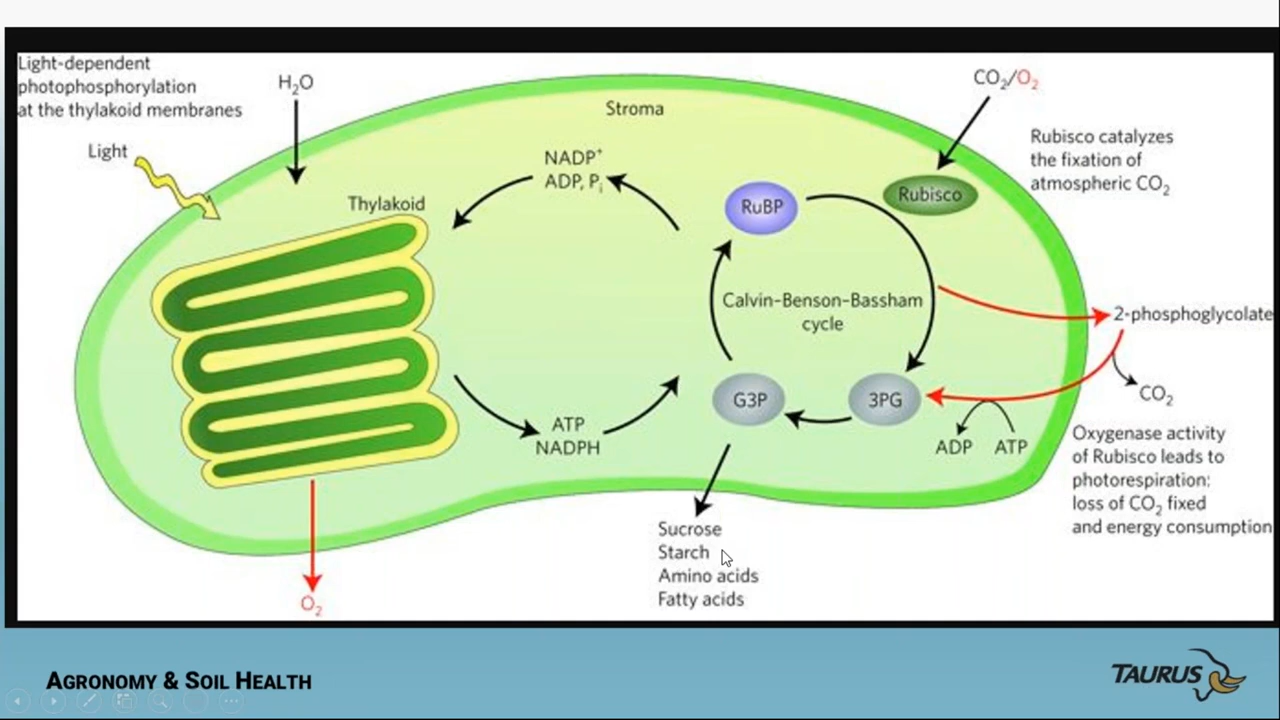 Light-dependent
photophosphorylation
at the thylakoid membranes
Light
H₂O
Stroma
Thylakoid
NADP⁺
ADP, Pᵢ
ATP
NADPH
O₂
CO₂/O₂
Rubisco catalyzes
the fixation of
atmospheric CO₂
Rubisco
RuBP
Calvin–Benson–Bassham
cycle
2-phosphoglycolate
G3P
3PG
CO₂
ADP
ATP
Oxygenase activity
of Rubisco leads to
photorespiration:
loss of CO₂ fixed
and energy consumption
Sucrose
Starch
Amino acids
Fatty acids
AGRONOMY & SOIL HEALTH
TAURUS